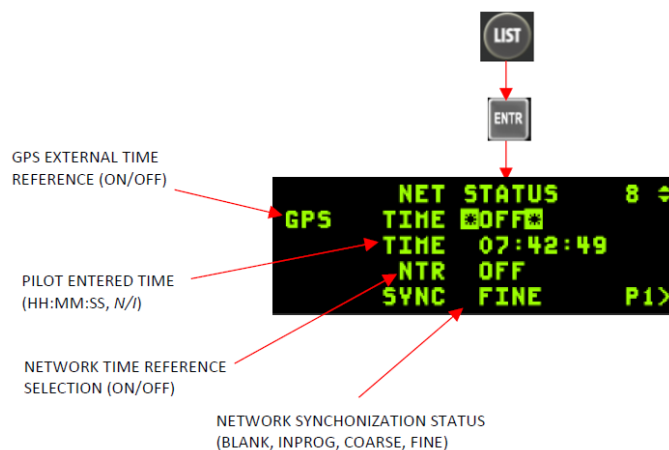 LIST
ENTR
GPS EXTERNAL TIME
REFERENCE (ON/OFF)
NET STATUS 8
GPS TIME *OFF*
TIME 07:42:49
NTR OFF
SYNC FINE P1>
PILOT ENTERED TIME
(HH:MM:SS, N/I)
NETWORK TIME REFERENCE
SELECTION (ON/OFF)
NETWORK SYNCHONIZATION STATUS
(BLANK, INPROG, COARSE, FINE)